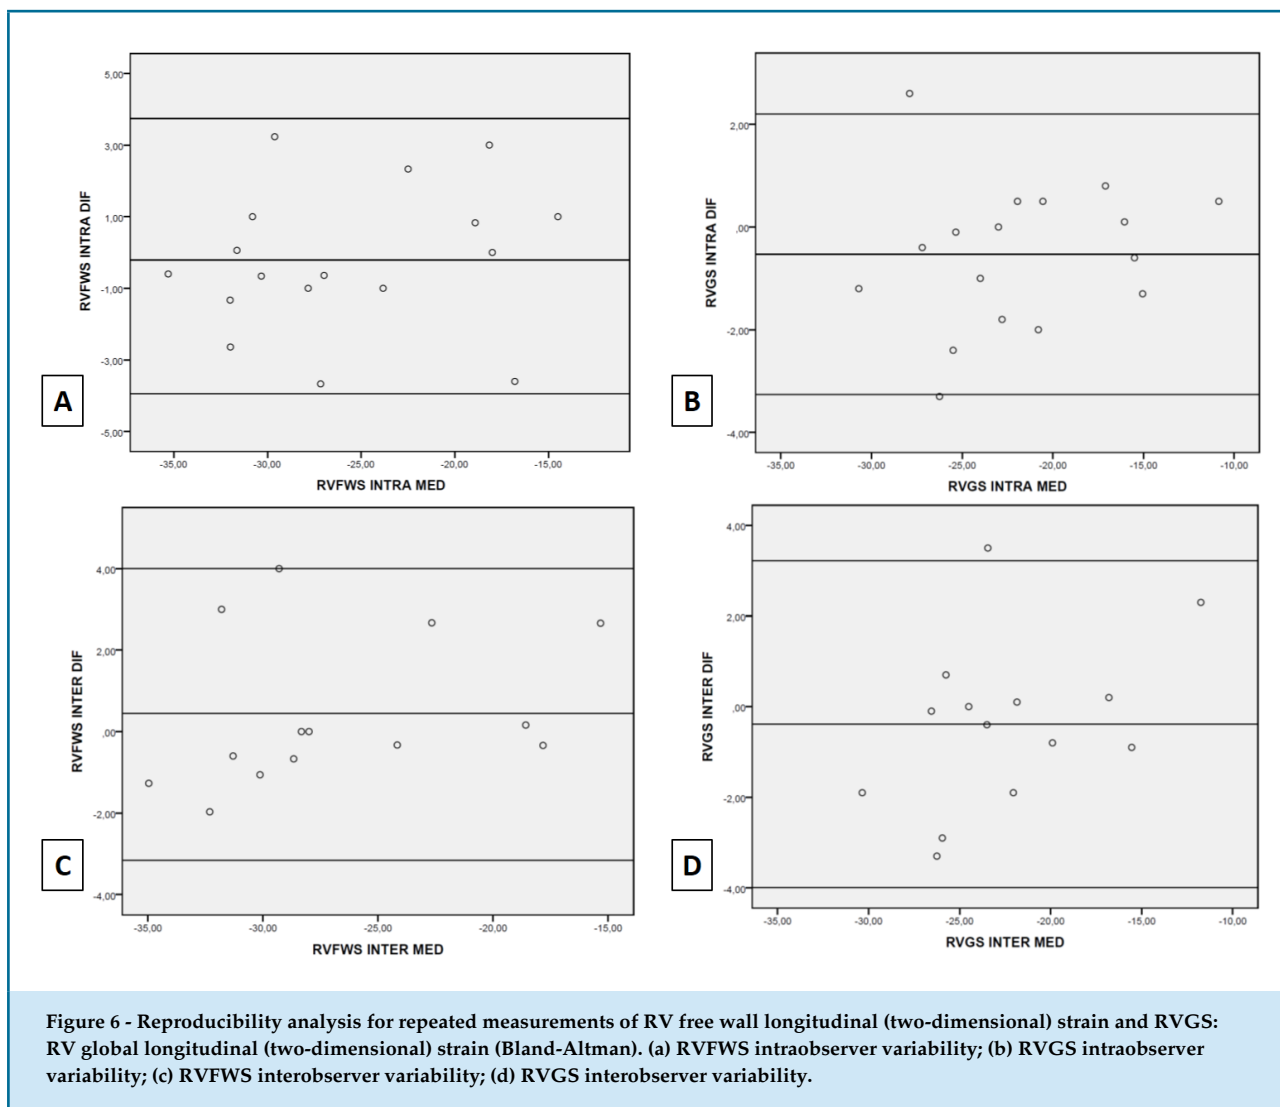 5,00
3,00
1,00
-1,00
-3,00
-5,00
RVFWS INTRA DIF
-35,00 -30,00 -25,00 -20,00 -15,00
RVFWS INTRA MED
A
2,00
,00
-2,00
-4,00
RVGS INTRA DIF
-35,00 -30,00 -25,00 -20,00 -15,00 -10,00
RVGS INTRA MED
B
4,00
2,00
,00
-2,00
-4,00
RVFWS INTER DIF
-35,00 -30,00 -25,00 -20,00 -15,00
RVFWS INTER MED
C
4,00
2,00
,00
-2,00
-4,00
RVGS INTER DIF
-35,00 -30,00 -25,00 -20,00 -15,00 -10,00
RVGS INTER MED
D
Figure 6 - Reproducibility analysis for repeated measurements of RV free wall longitudinal (two-dimensional) strain and RVGS:
RV global longitudinal (two-dimensional) strain (Bland-Altman). (a) RVFWS intraobserver variability; (b) RVGS intraobserver
variability; (c) RVFWS interobserver variability; (d) RVGS interobserver variability.